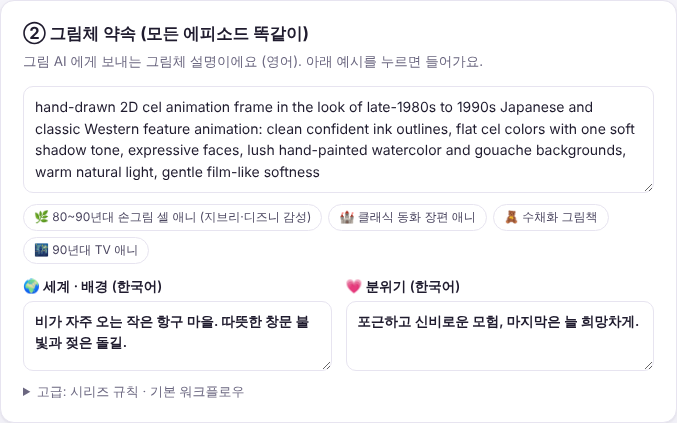 ② 그림체 약속 (모든 에피소드 똑같이)
그림 AI 에게 보내는 그림체 설명이에요 (영어). 아래 예시를 누르면 들어가요.
hand-drawn 2D cel animation frame in the look of late-1980s to 1990s Japanese and
classic Western feature animation: clean confident ink outlines, flat cel colors with one soft
shadow tone, expressive faces, lush hand-painted watercolor and gouache backgrounds,
warm natural light, gentle film-like softness
🌿 80~90년대 손그림 셀 애니 (지브리·디즈니 감성) 🏰 클래식 동화 장편 애니 🧸 수채화 그림책
🌃 90년대 TV 애니
🌍 세계 · 배경 (한국어) 💗 분위기 (한국어)
비가 자주 오는 작은 항구 마을. 따뜻한 창문 불 포근하고 신비로운 모험, 마지막은 늘 희망차게.
빛과 젖은 돌길.
▶ 고급: 시리즈 규칙 · 기본 워크플로우